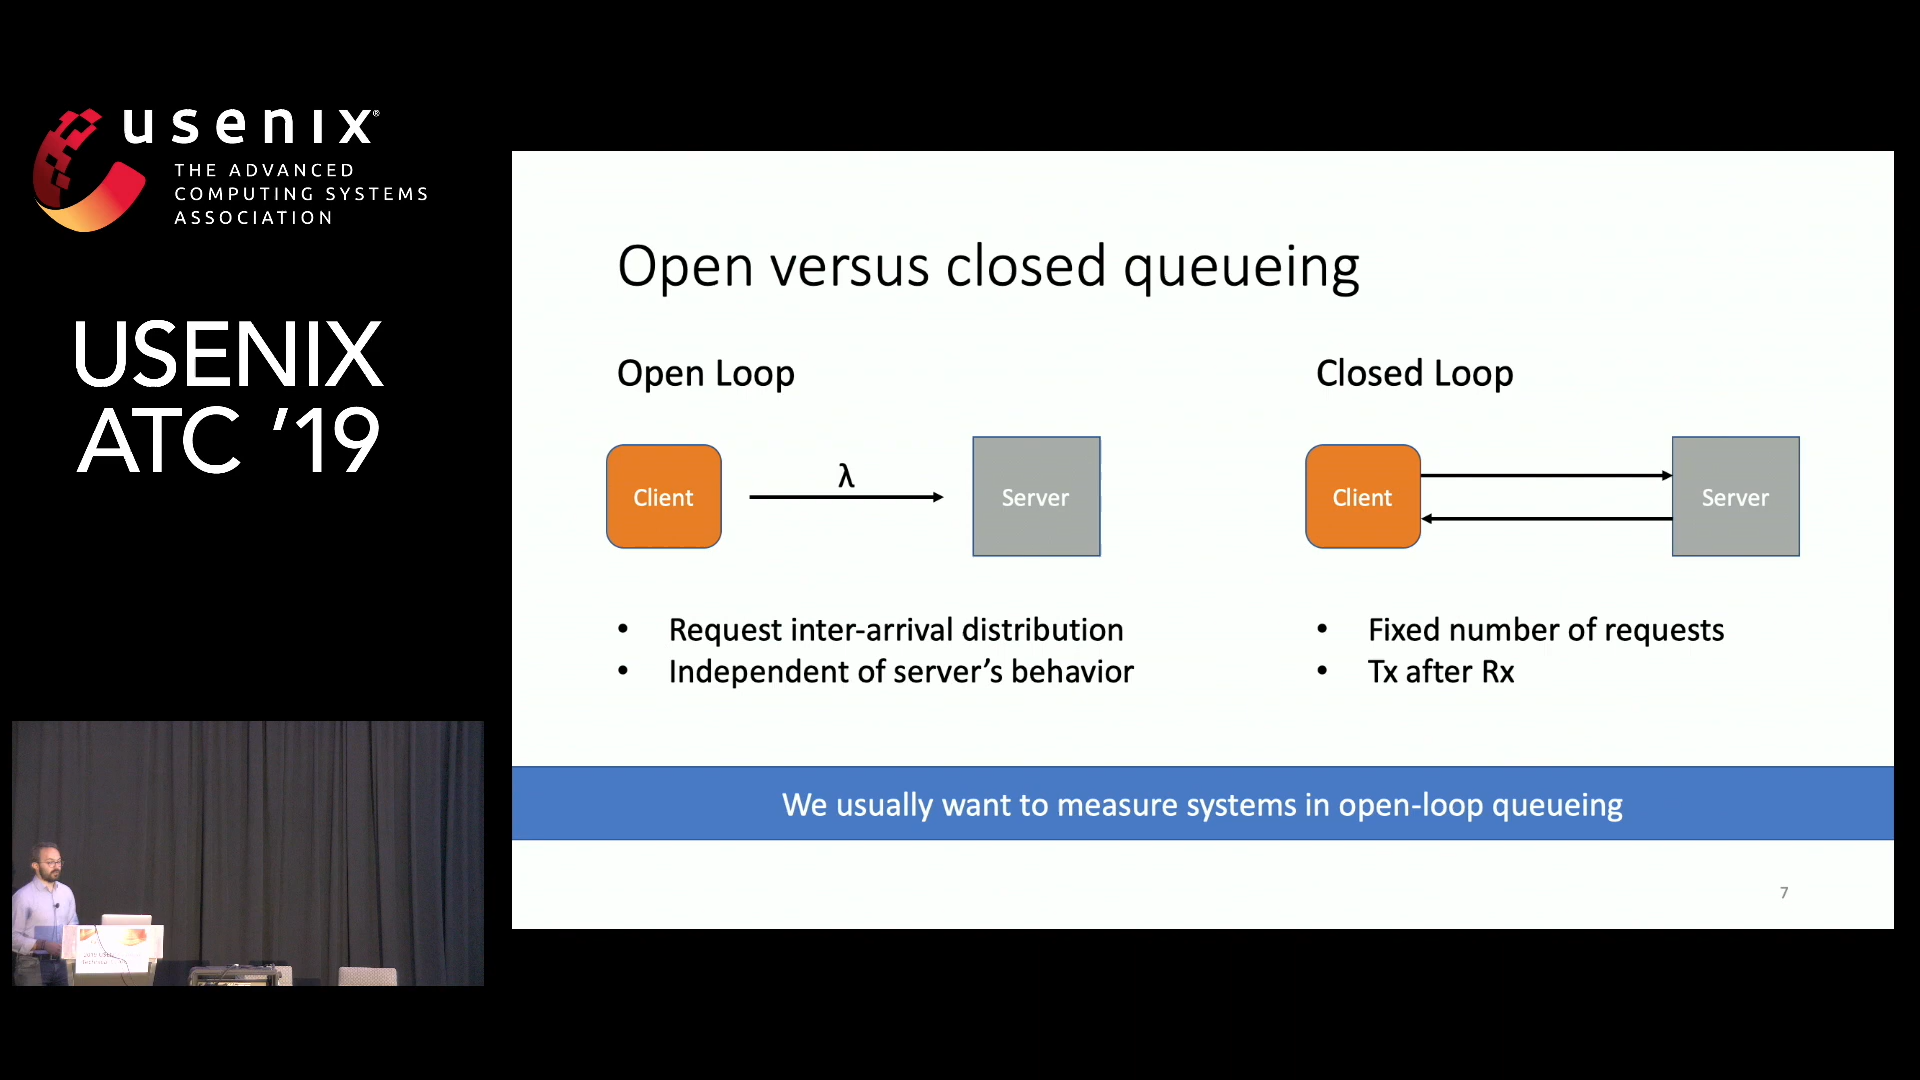 usenix®
THE ADVANCED
COMPUTING SYSTEMS
ASSOCIATION
USENIX
ATC ’19
Open versus closed queueing
Open Loop
Client
λ
Server
• Request inter-arrival distribution
• Independent of server’s behavior
Closed Loop
Client
Server
• Fixed number of requests
• Tx after Rx
We usually want to measure systems in open-loop queueing
7